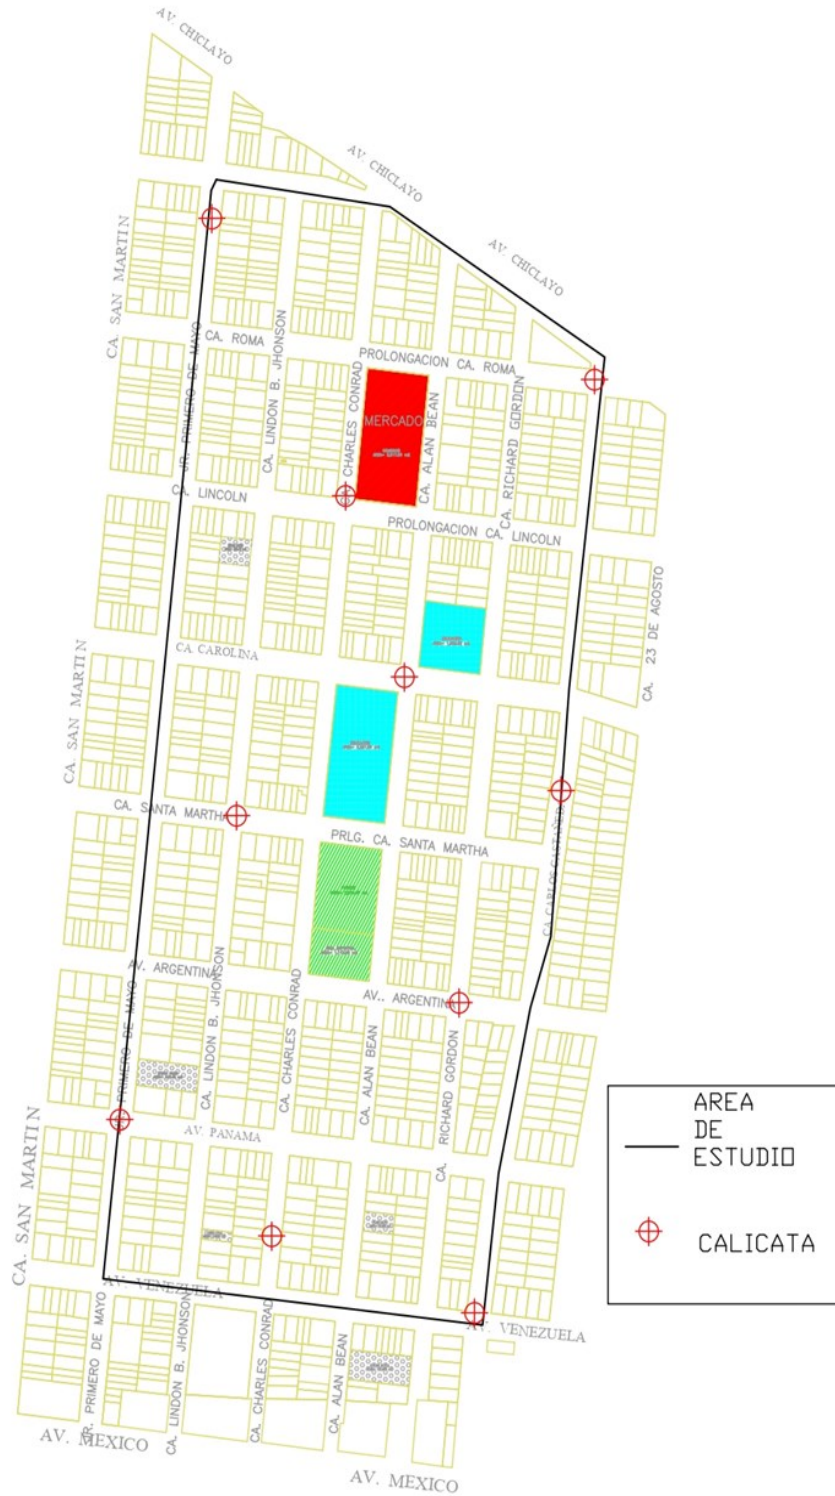 AV. CHICLAYO
AV. CHICLAYO
AV. CHICLAYO
CA. SAN MARTIN
JR. PRIMERO DE MAYO
CA. ROMA
CA. LINDON B. JHONSON
PROLONGACION CA. ROMA
CHARLES CONRAD
MERCADO
CA. ALAN BEAN
CA. RICHARD GORDON
CA. LINCOLN
PROLONGACION CA. LINCOLN
CA. 23 DE AGOSTO
CA. CAROLINA
CA. SAN MARTIN
CA. SANTA MARTHA
PRLG. CA. SANTA MARTHA
AV. ARGENTINA
AV.. ARGENTINA
PRIMERO DE MAYO
CA. LINDON B. JHONSON
CA. CHARLES CONRAD
CA. ALAN BEAN
CA. RICHARD GORDON
AV. PANAMA
CA. SAN MARTIN
AV. VENEZUELA
AV. VENEZUELA
JR. PRIMERO DE MAYO
CA. LINDON B. JHONSON
CA. CHARLES CONRAD
CA. ALAN BEAN
AV. MEXICO
AV. MEXICO
AREA
DE
ESTUDIO
CALICATA